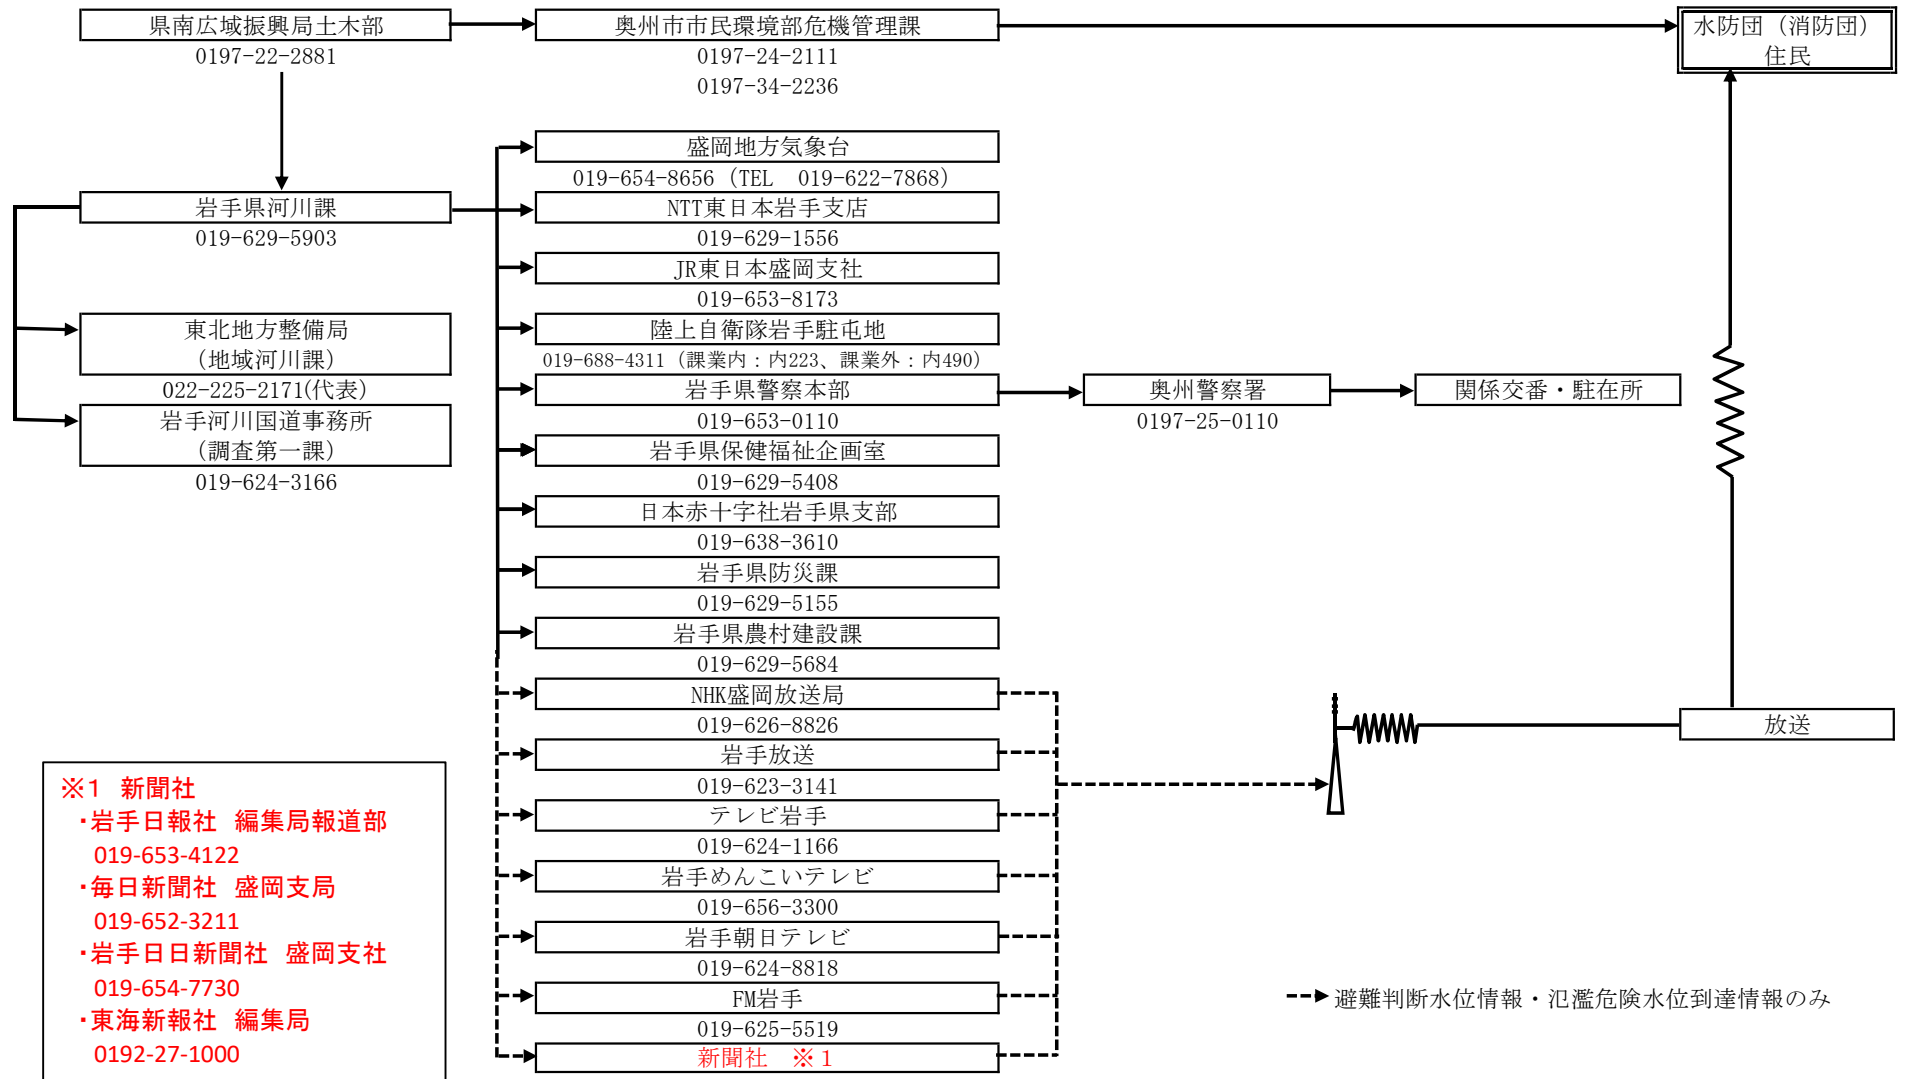 県南広域振興局土木部
0197-22-2881
奥州市市民環境部危機管理課
0197-24-2111
0197-34-2236
水防団（消防団）
住民
岩手県河川課
019-629-5903
東北地方整備局
（地域河川課）
022-225-2171(代表)
岩手河川国道事務所
（調査第一課）
019-624-3166
盛岡地方気象台
019-654-8656（TEL　019-622-7868）
NTT東日本岩手支店
019-629-1556
JR東日本盛岡支社
019-653-8173
陸上自衛隊岩手駐屯地
019-688-4311（課業内：内223、課業外：内490）
岩手県警察本部
019-653-0110
奥州警察署
0197-25-0110
関係交番・駐在所
岩手県保健福祉企画室
019-629-5408
日本赤十字社岩手県支部
019-638-3610
岩手県防災課
019-629-5155
岩手県農村建設課
019-629-5684
NHK盛岡放送局
019-626-8826
岩手放送
019-623-3141
テレビ岩手
019-624-1166
岩手めんこいテレビ
019-656-3300
岩手朝日テレビ
019-624-8818
FM岩手
019-625-5519
新聞社　※１
放送
避難判断水位情報・氾濫危険水位到達情報のみ
※1　新聞社
・岩手日報社　編集局報道部
019-653-4122
・毎日新聞社　盛岡支局
019-652-3211
・岩手日日新聞社　盛岡支社
019-654-7730
・東海新報社　編集局
0192-27-1000